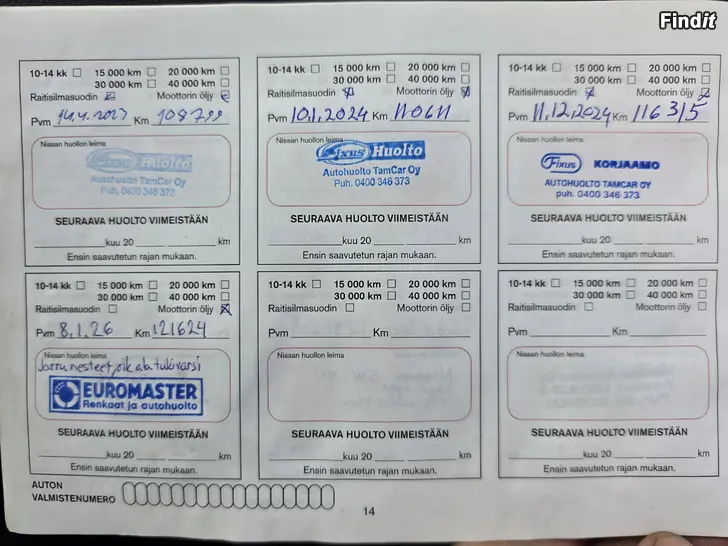 Findit
10-14 kk 15 000 km 20 000 km
30 000 km 40 000 km
Raitisilmasuodin Moottorin öljy
Pvm 14.4.2023 Km 108799
Nissan huollon leima
Fixus Huolto
Autohuolto TamCar Oy
Puh. 0400 346 373
SEURAAVA HUOLTO VIIMEISTÄÄN
kuu 20 km
Ensin saavutetun rajan mukaan.
10-14 kk 15 000 km 20 000 km
30 000 km 40 000 km
Raitisilmasuodin Moottorin öljy
Pvm 10.1.2024 Km 110611
Nissan huollon leima
Fixus Huolto
Autohuolto TamCar Oy
Puh. 0400 346 373
SEURAAVA HUOLTO VIIMEISTÄÄN
kuu 20 km
Ensin saavutetun rajan mukaan.
10-14 kk 15 000 km 20 000 km
30 000 km 40 000 km
Raitisilmasuodin Moottorin öljy
Pvm 11.12.2024 Km 116315
Nissan huollon leima
Fixus KORJAAMO
AUTOHUOLTO TAMCAR OY
puh. 0400 346 373
SEURAAVA HUOLTO VIIMEISTÄÄN
kuu 20 km
Ensin saavutetun rajan mukaan.
10-14 kk 15 000 km 20 000 km
30 000 km 40 000 km
Raitisilmasuodin Moottorin öljy
Pvm 8.1.26 Km 121624
Nissan huollon leima
Jarrunesteet, oik ala tukivarsi
EUROMASTER
Renkaat ja autohuolto
SEURAAVA HUOLTO VIIMEISTÄÄN
kuu 20 km
Ensin saavutetun rajan mukaan.
10-14 kk 15 000 km 20 000 km
30 000 km 40 000 km
Raitisilmasuodin Moottorin öljy
Pvm Km
Nissan huollon leima
SEURAAVA HUOLTO VIIMEISTÄÄN
kuu 20 km
Ensin saavutetun rajan mukaan.
10-14 kk 15 000 km 20 000 km
30 000 km 40 000 km
Raitisilmasuodin Moottorin öljy
Pvm Km
Nissan huollon leima
SEURAAVA HUOLTO VIIMEISTÄÄN
kuu 20 km
Ensin saavutetun rajan mukaan.
AUTON
VALMISTENUMERO
14